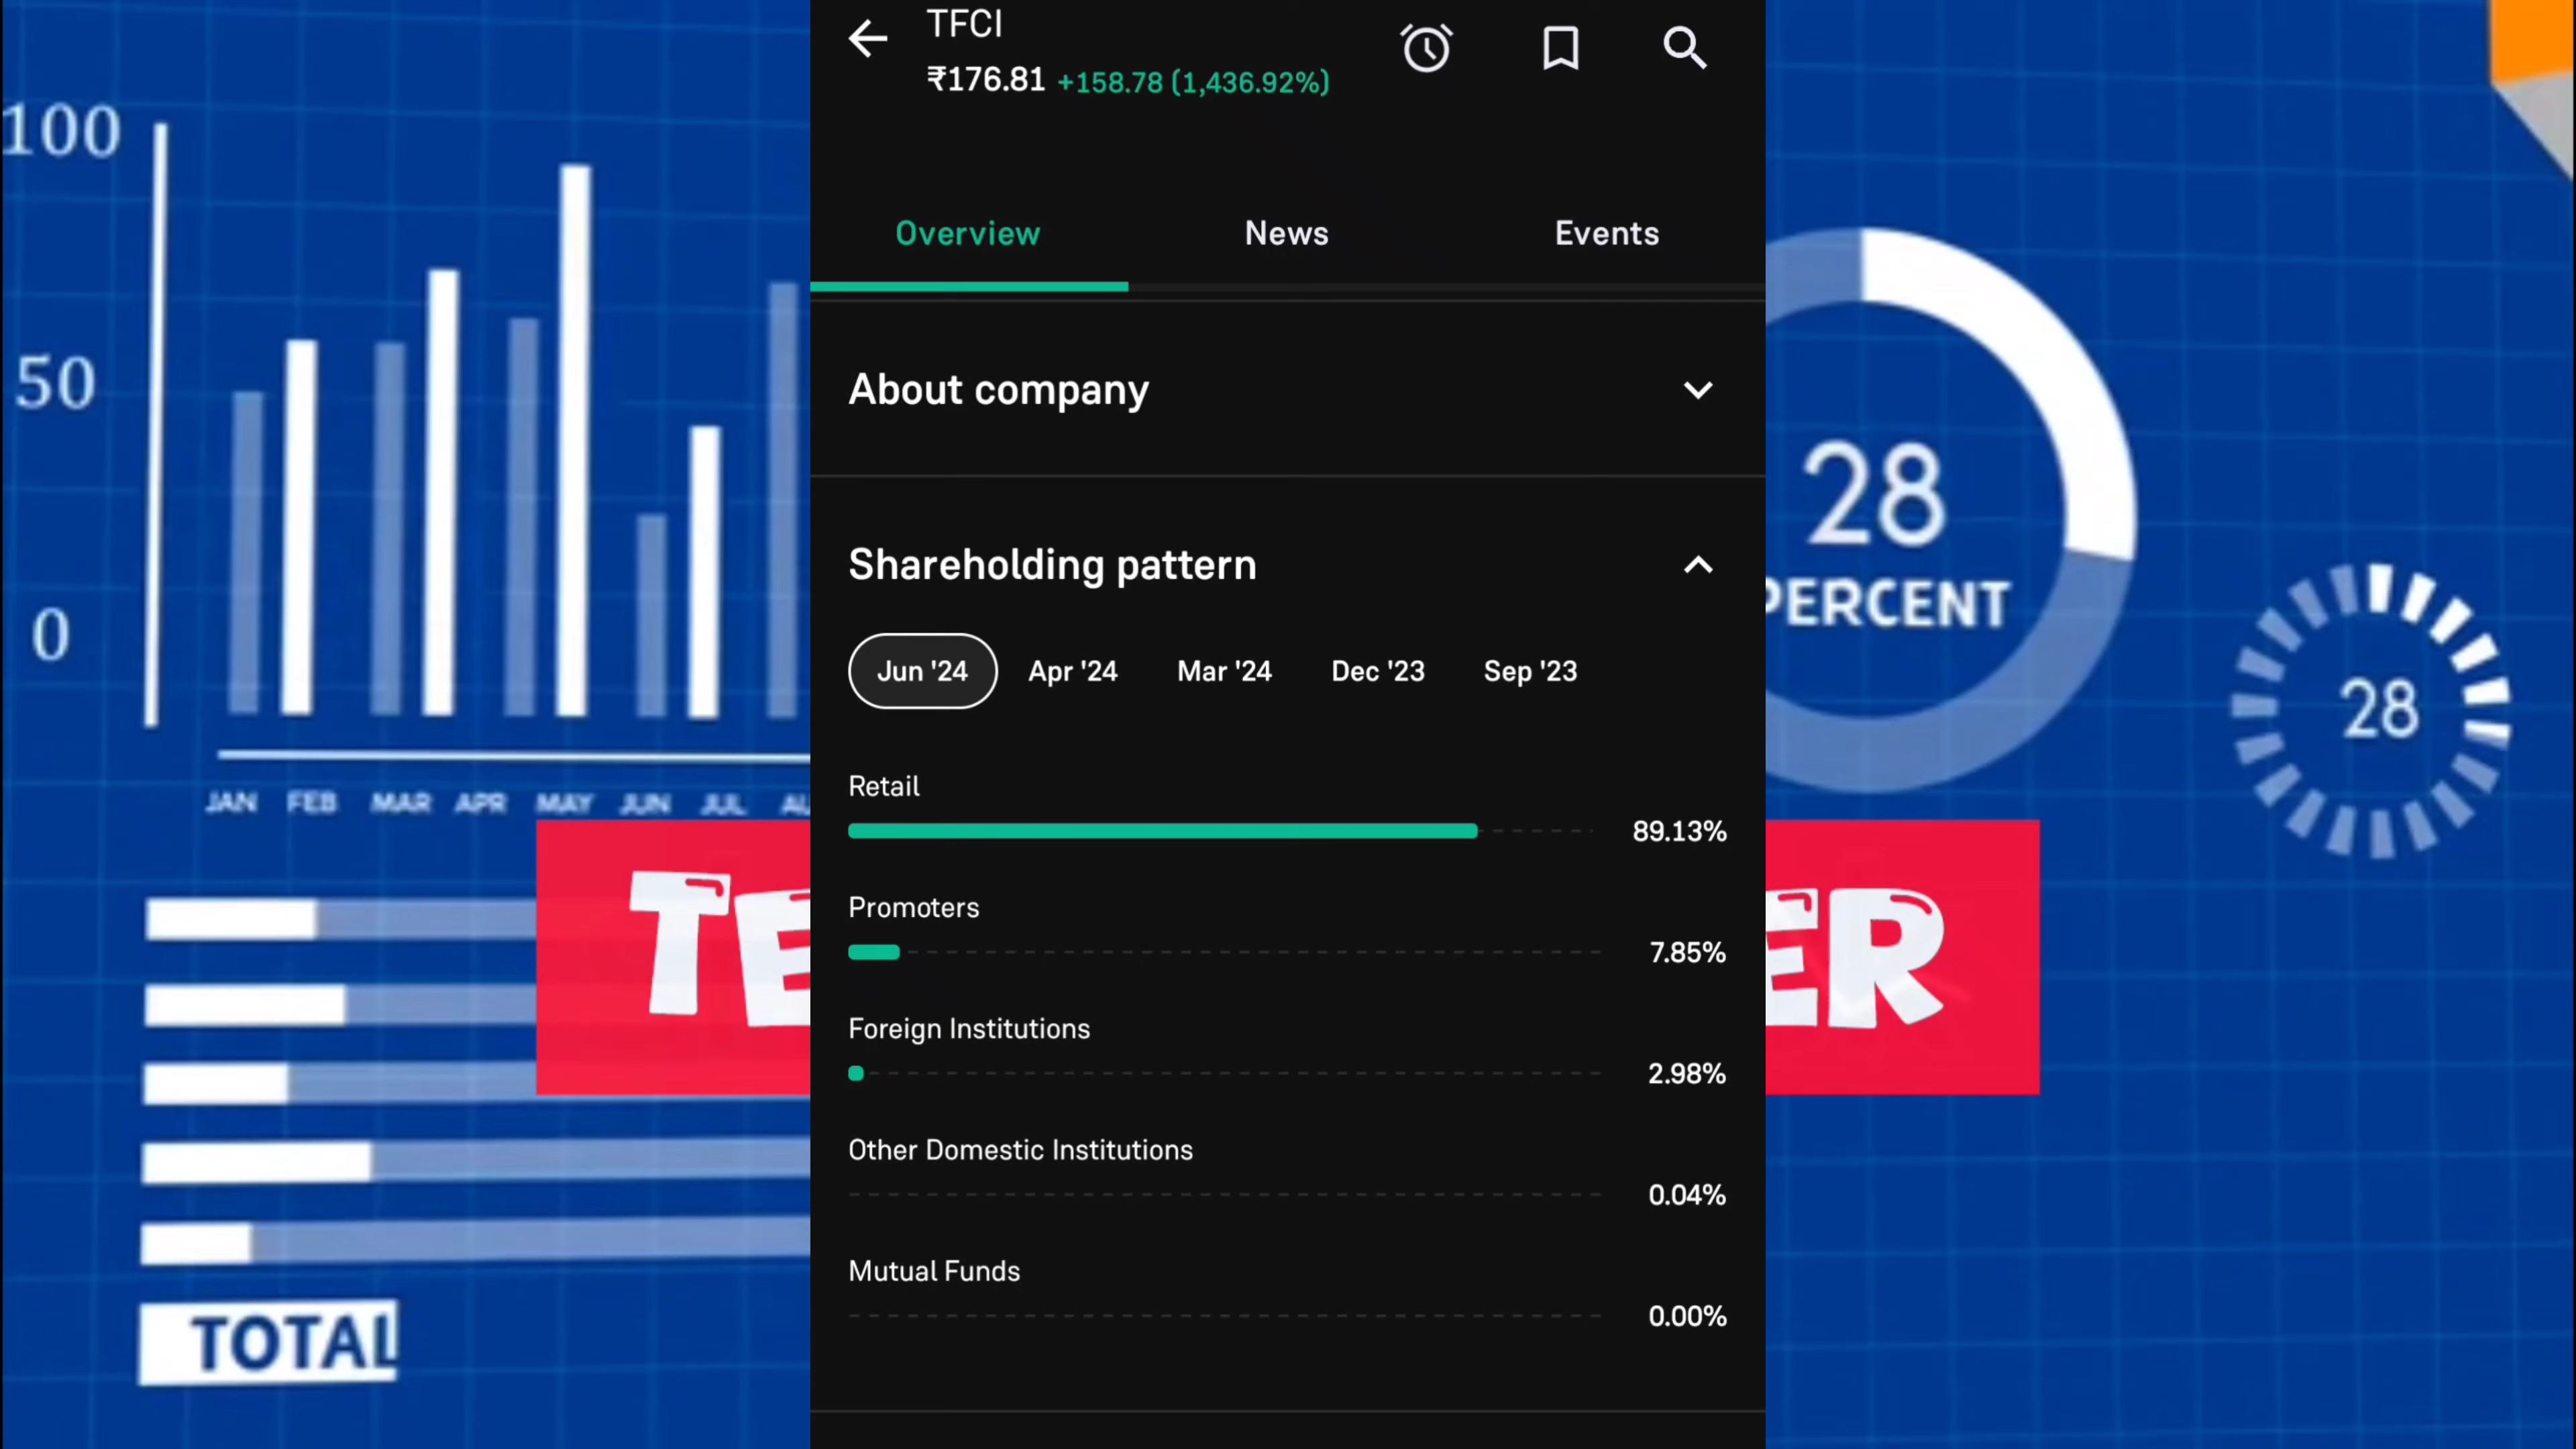 TFCI
₹176.81 +158.78 (1,436.92%)
Overview News Events
About company
Shareholding pattern
Jun '24 Apr '24 Mar '24 Dec '23 Sep '23
Retail
89.13%
Promoters
7.85%
Foreign Institutions
2.98%
Other Domestic Institutions
0.04%
Mutual Funds
0.00%
100
50
0
JAN FEB MAR APR MAY JUN JUL AU
TE
ER
TOTAL
28
PERCENT
28